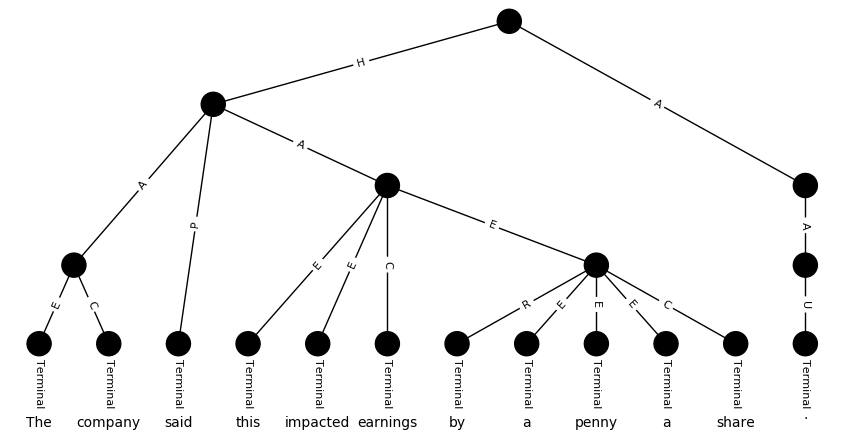 H
A
A
P
A
A
E
C
E
E
C
E
R
E
E
E
C
U
Terminal Terminal Terminal Terminal Terminal Terminal Terminal Terminal Terminal Terminal Terminal Terminal
The company said this impacted earnings by a penny a share .